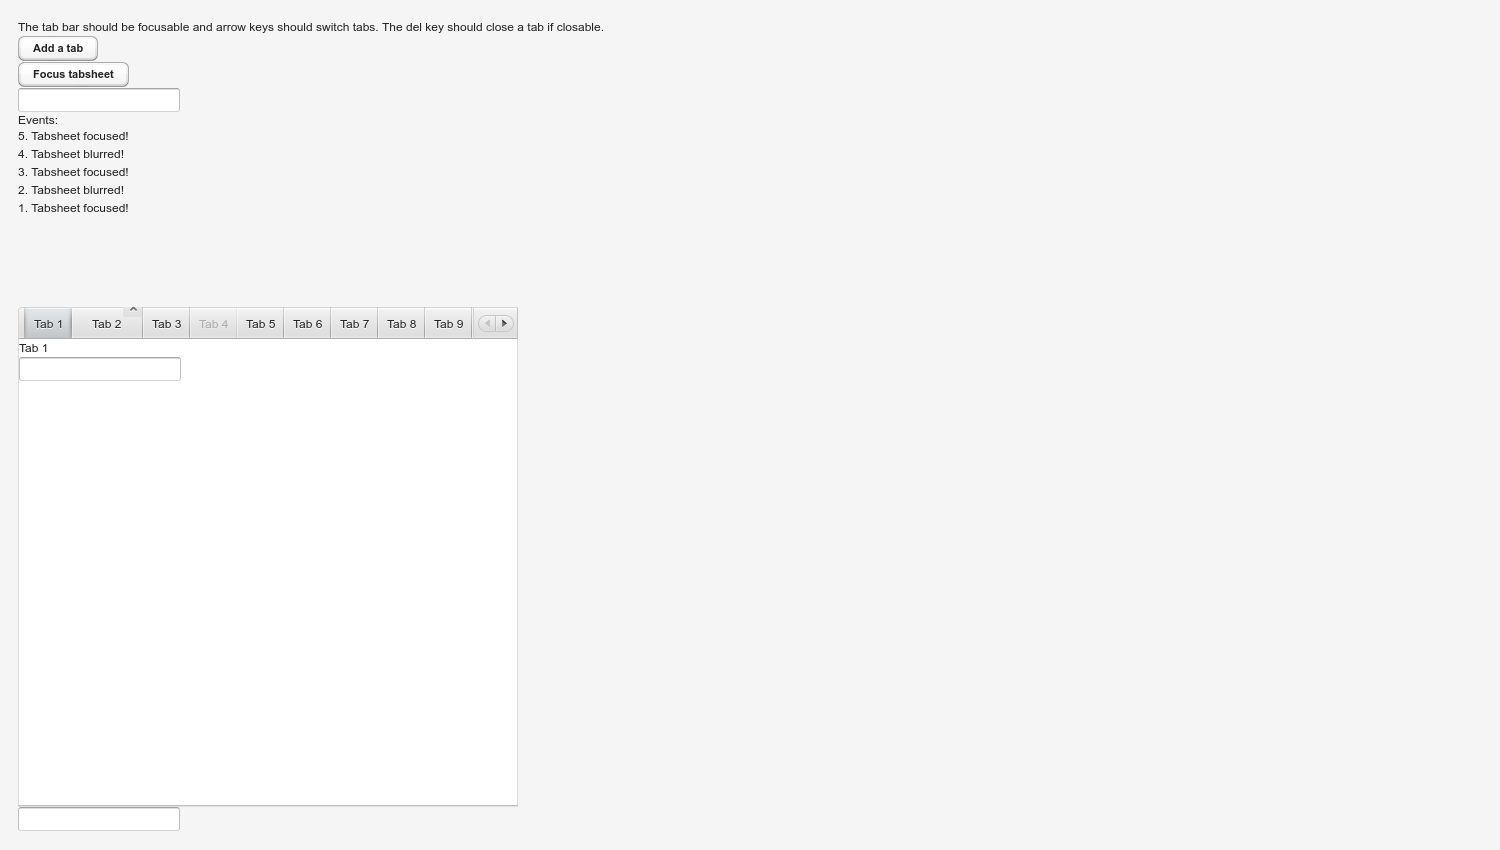 The tab bar should be focusable and arrow keys should switch tabs. The del key should close a tab if closable.
Add a tab
Focus tabsheet
Events:
5. Tabsheet focused!
4. Tabsheet blurred!
3. Tabsheet focused!
2. Tabsheet blurred!
1. Tabsheet focused!
Tab 1 Tab 2 Tab 3 Tab 4 Tab 5 Tab 6 Tab 7 Tab 8 Tab 9
Tab 1